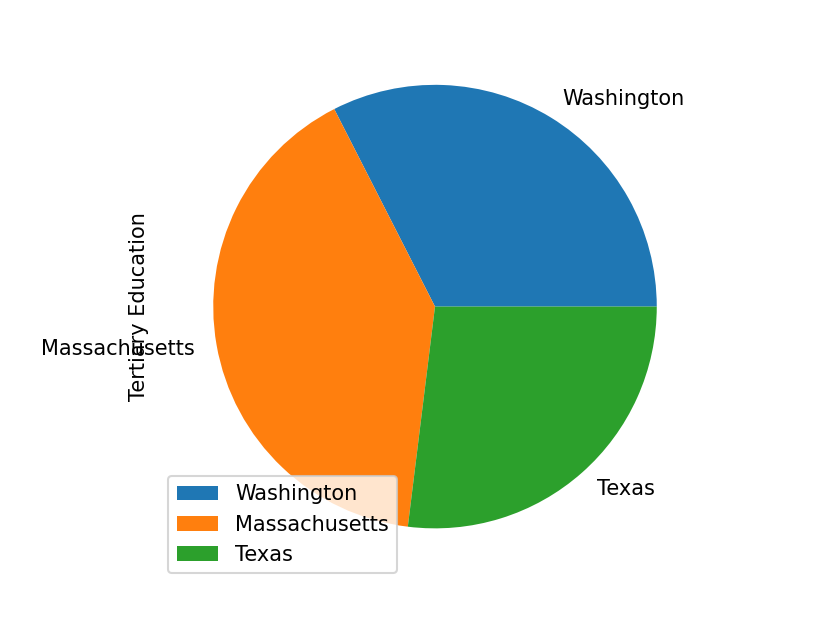 Washington
Tertiary Education
Massachusetts
Texas
Washington
Massachusetts
Texas